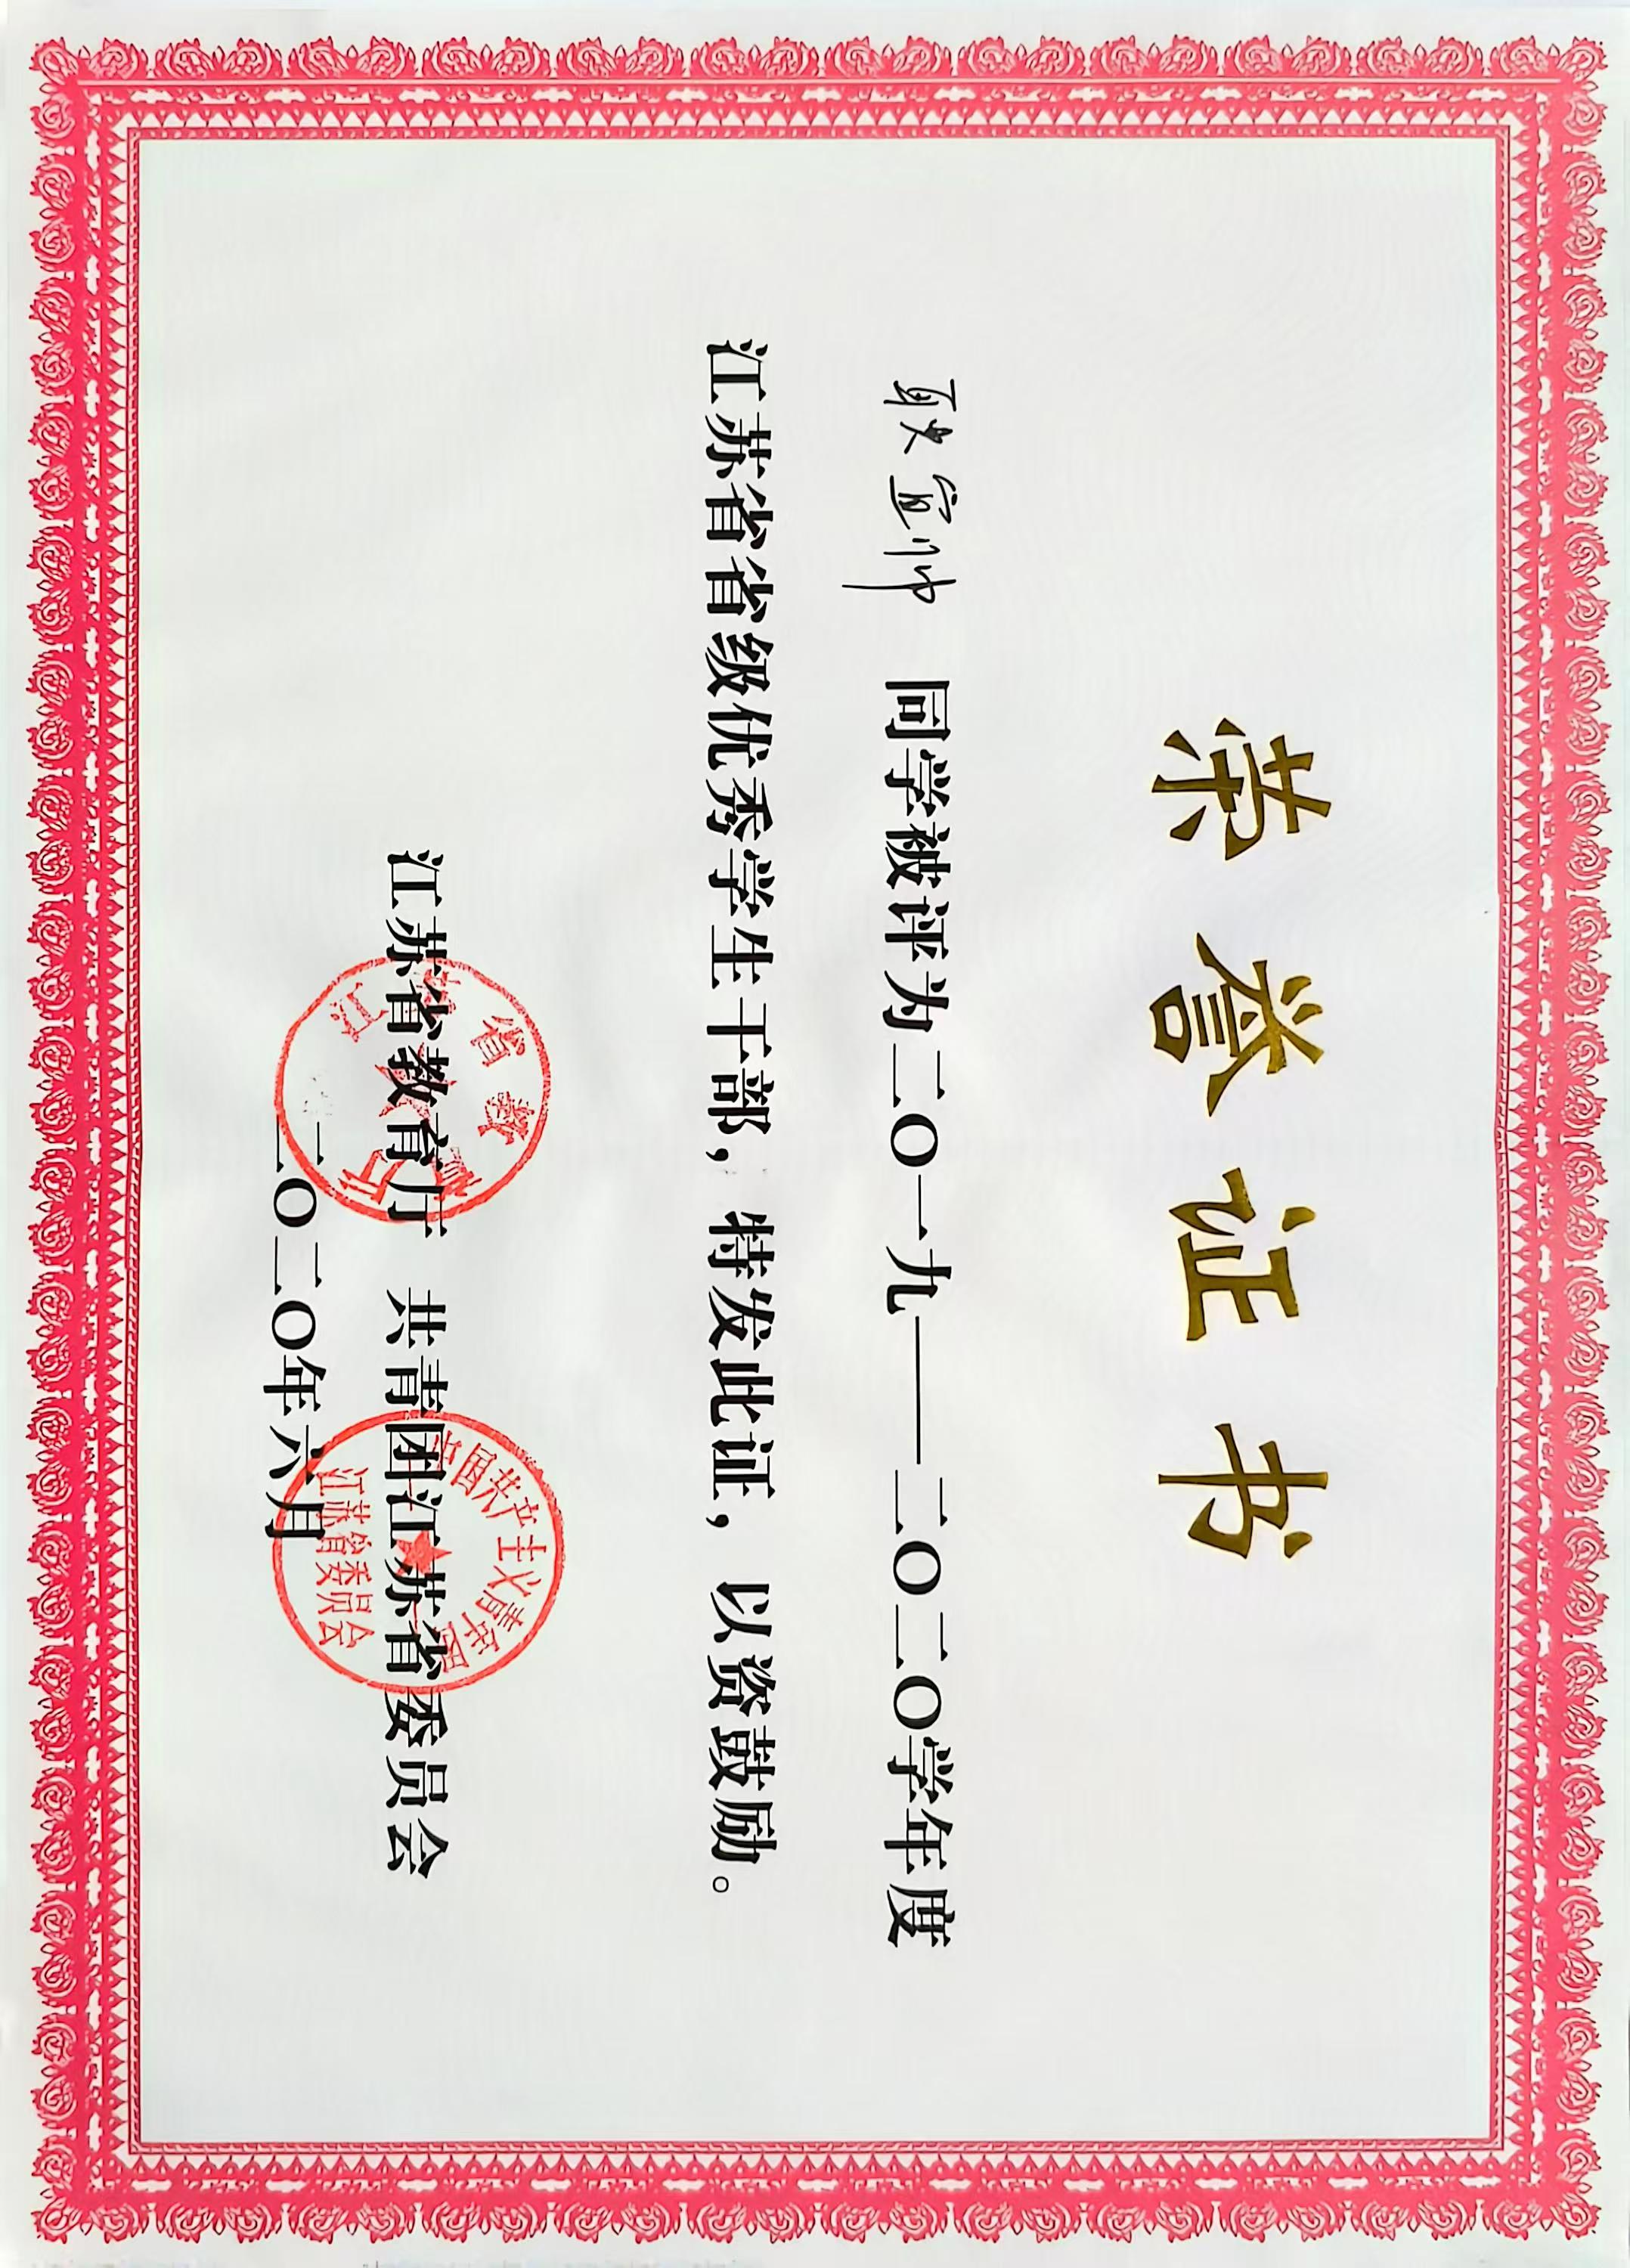 荣誉证书
耿宜帅 同学被评为二〇一九——二〇二〇学年度
江苏省省级优秀学生干部，特发此证，以资鼓励。
江苏省教育厅
中国共产主义青年团
江苏省教育厅 共青团江苏省委员会
江苏省委员会
二〇二〇年六月